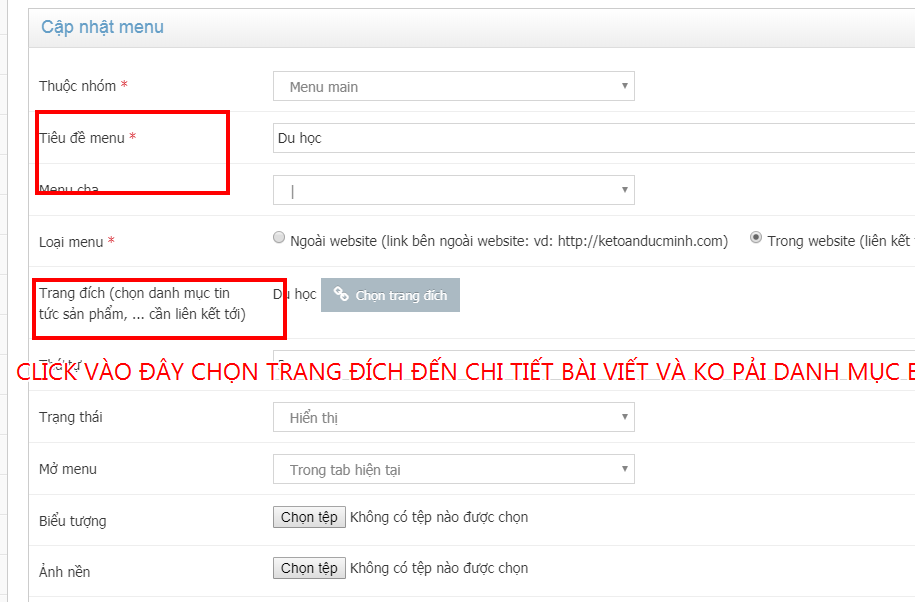 Cập nhật menu
Thuộc nhóm *
Menu main
Tiêu đề menu *
Du học
Menu cha
|
Loại menu *
Ngoài website (link bên ngoài website: vd: http://ketoanducminh.com)
Trong website (liên kết
Trang đích (chọn danh mục tin
tức sản phẩm, ... cần liên kết tới)
Du học
Chọn trang đích
Thứ tự
CLICK VÀO ĐÂY CHỌN TRANG ĐÍCH ĐẾN CHI TIẾT BÀI VIẾT VÀ KO PẢI DANH MỤC
Trạng thái
Hiển thị
Mở menu
Trong tab hiện tại
Biểu tượng
Chọn tệp Không có tệp nào được chọn
Ảnh nền
Chọn tệp Không có tệp nào được chọn